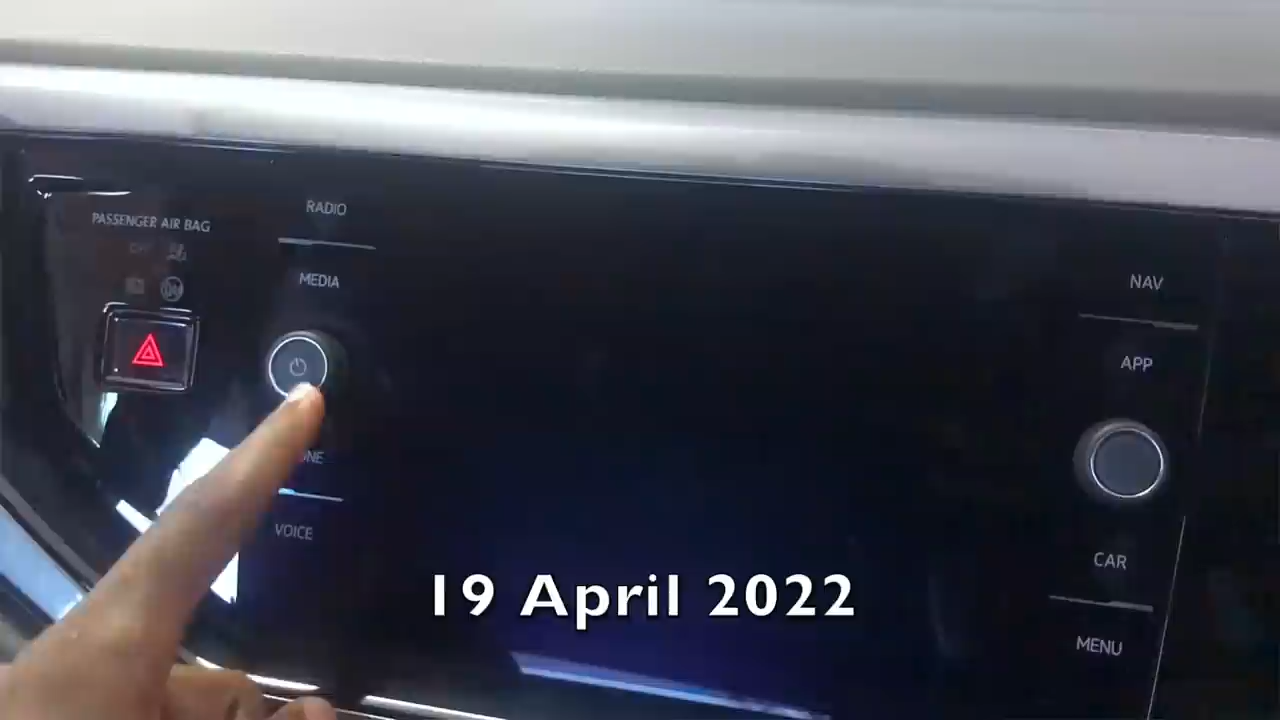 PASSENGER AIR BAG
RADIO
MEDIA
VOICE
NAV
APP
CAR
MENU
19 April 2022